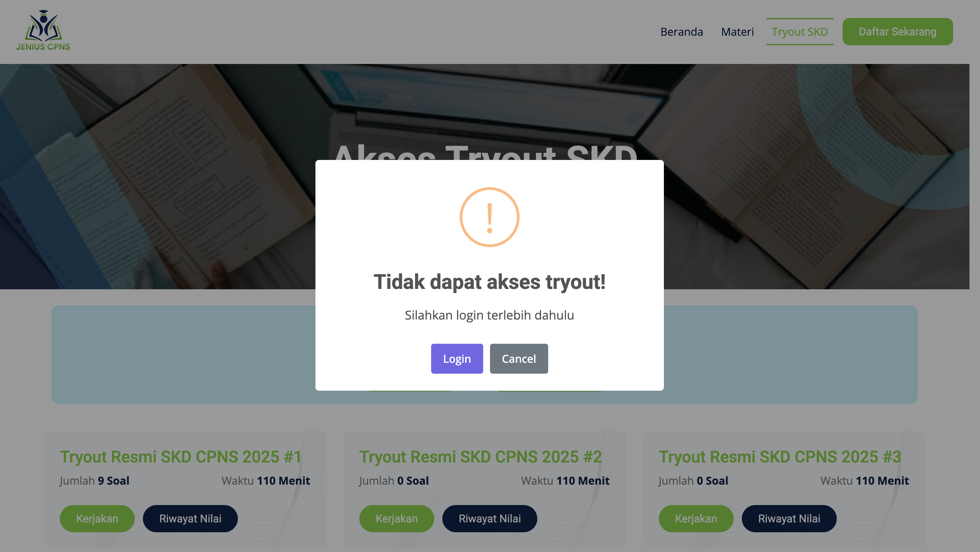 JENIUS CPNS
Beranda
Materi
Tryout SKD
Daftar Sekarang
Akses Tryout SKD
!
Tidak dapat akses tryout!
Silahkan login terlebih dahulu
Login
Cancel
Tryout Resmi SKD CPNS 2025 #1
Jumlah 9 Soal
Waktu 110 Menit
Kerjakan
Riwayat Nilai
Tryout Resmi SKD CPNS 2025 #2
Jumlah 0 Soal
Waktu 110 Menit
Kerjakan
Riwayat Nilai
Tryout Resmi SKD CPNS 2025 #3
Jumlah 0 Soal
Waktu 110 Menit
Kerjakan
Riwayat Nilai